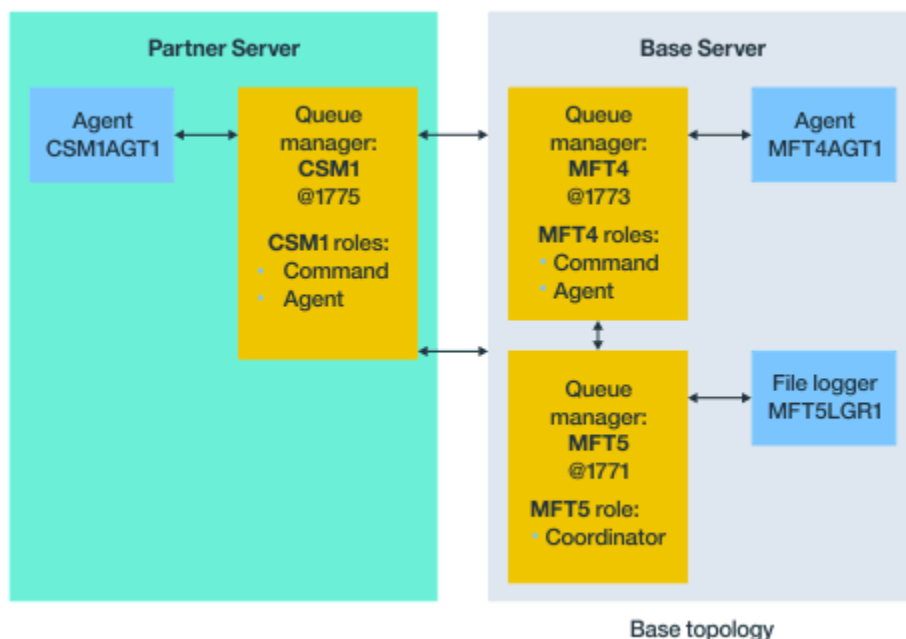 Partner Server
Agent
CSM1AGT1
Queue
manager:
CSM1
@1775
CSM1 roles:
• Command
• Agent
Base Server
Queue
manager:
MFT4
@1773
MFT4 roles:
• Command
• Agent
Agent
MFT4AGT1
Queue
manager:
MFT5
@1771
MFT5 role:
• Coordinator
File logger
MFT5LGR1
Base topology